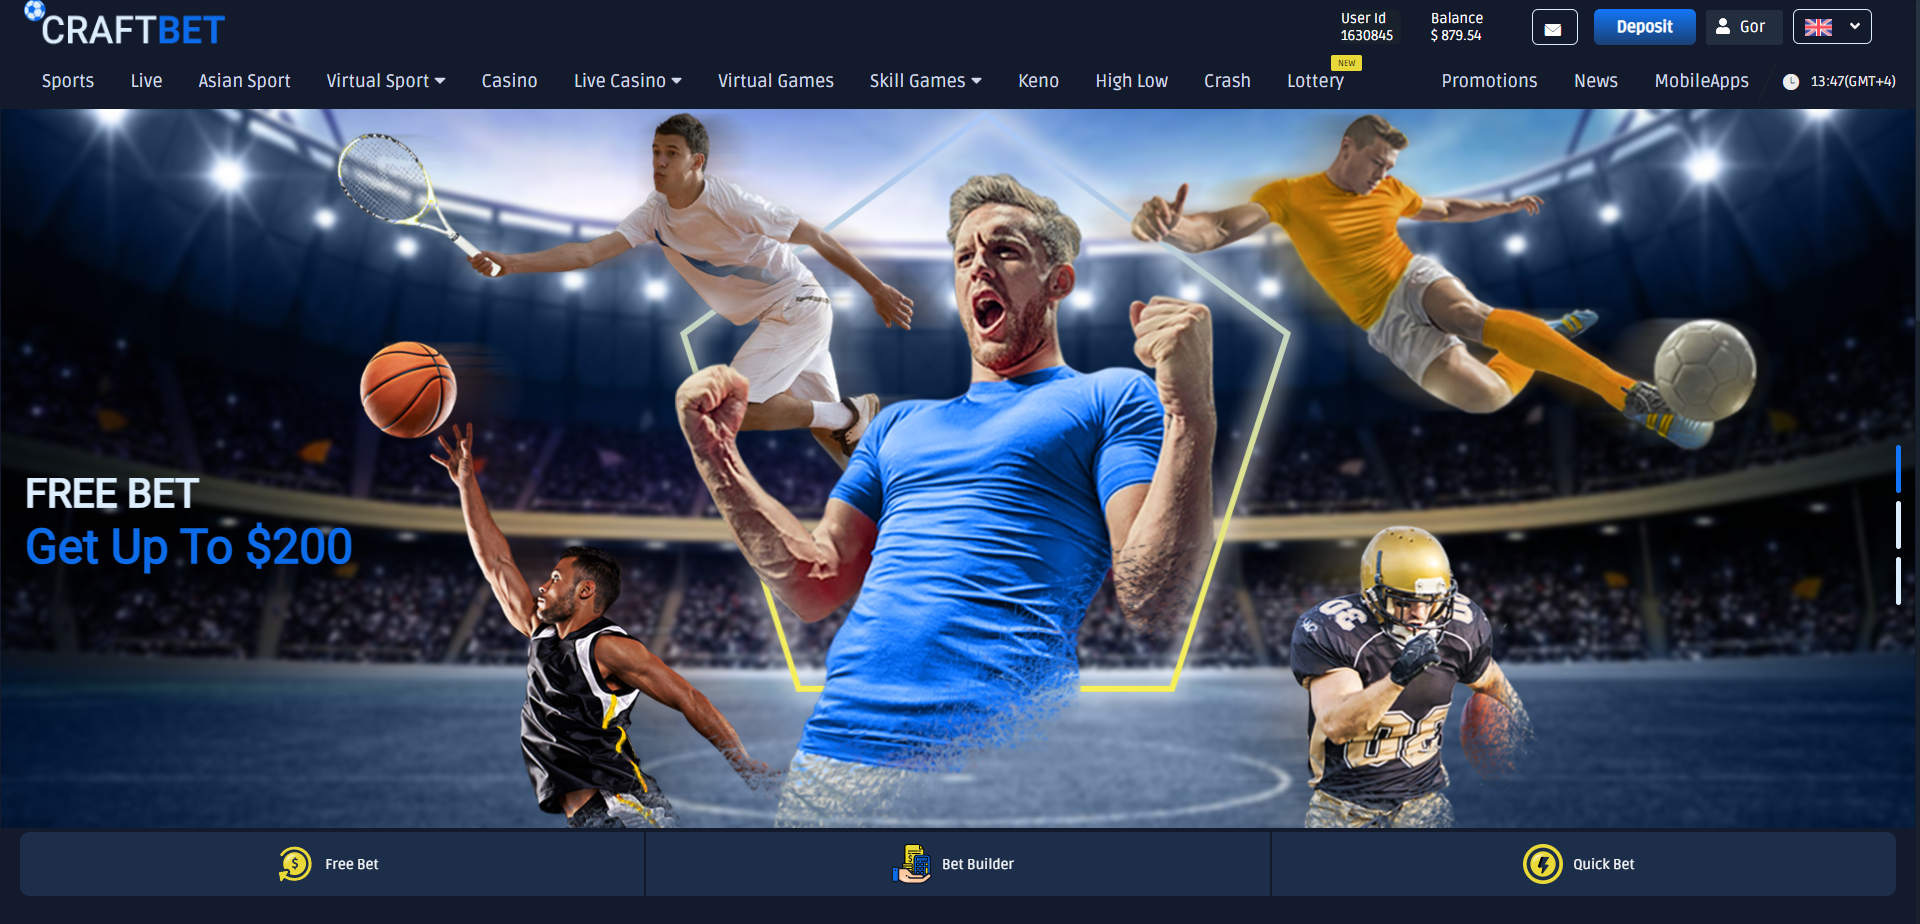 CRAFTBET
User Id
1630845
Balance
$ 879.54
Deposit
Gor
Sports
Live
Asian Sport
Virtual Sport
Casino
Live Casino
Virtual Games
Skill Games
Keno
High Low
Crash
Lottery
NEW
Promotions
News
MobileApps
13:47(GMT+4)
FREE BET
Get Up To $200
Free Bet
Bet Builder
Quick Bet